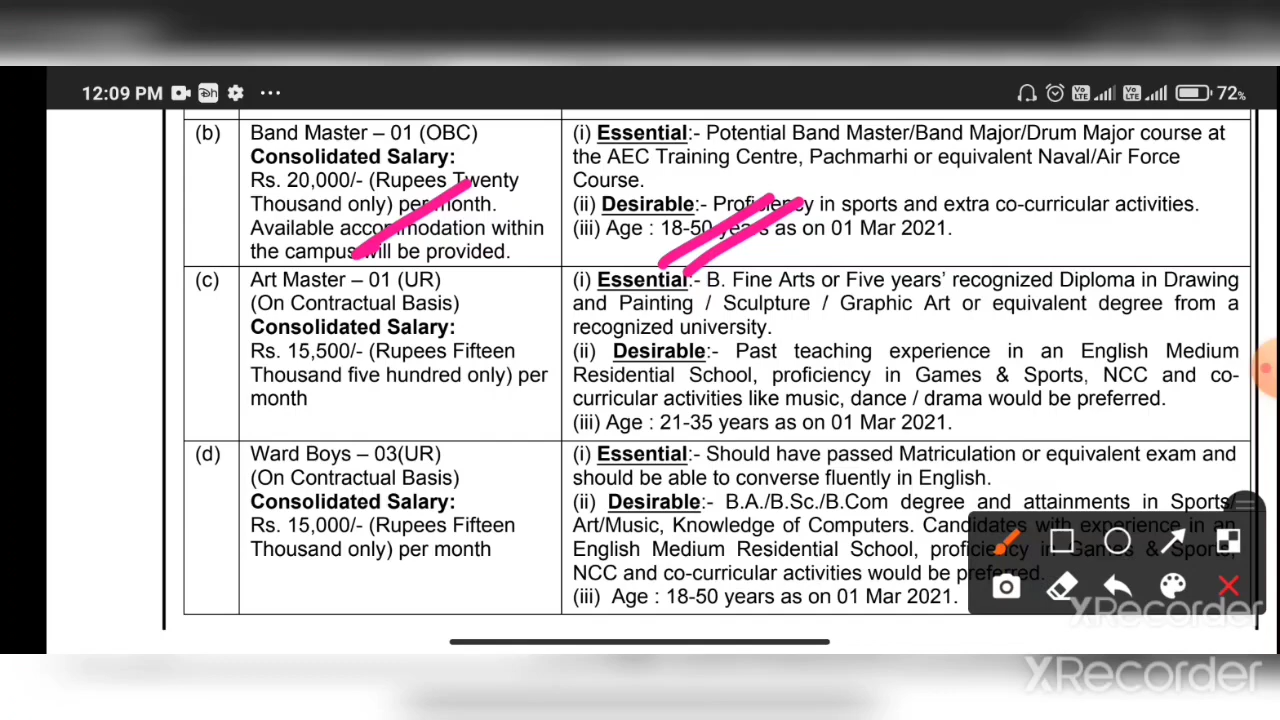 12:09 PM
72%
(b)
Band Master – 01 (OBC)
Consolidated Salary:
Rs. 20,000/- (Rupees Twenty
Thousand only) per month.
Available accommodation within
the campus will be provided.
(i) Essential:- Potential Band Master/Band Major/Drum Major course at
the AEC Training Centre, Pachmarhi or equivalent Naval/Air Force
Course.
(ii) Desirable:- Proficiency in sports and extra co-curricular activities.
(iii) Age : 18-50 years as on 01 Mar 2021.
(c)
Art Master – 01 (UR)
(On Contractual Basis)
Consolidated Salary:
Rs. 15,500/- (Rupees Fifteen
Thousand five hundred only) per
month
(i) Essential:- B. Fine Arts or Five years' recognized Diploma in Drawing
and Painting / Sculpture / Graphic Art or equivalent degree from a
recognized university.
(ii) Desirable:- Past teaching experience in an English Medium
Residential School, proficiency in Games & Sports, NCC and co-
curricular activities like music, dance / drama would be preferred.
(iii) Age : 21-35 years as on 01 Mar 2021.
(d)
Ward Boys – 03(UR)
(On Contractual Basis)
Consolidated Salary:
Rs. 15,000/- (Rupees Fifteen
Thousand only) per month
(i) Essential:- Should have passed Matriculation or equivalent exam and
should be able to converse fluently in English.
(ii) Desirable:- B.A./B.Sc./B.Com degree and attainments in Sports/
Art/Music, Knowledge of Computers. Candidates with experience in an
English Medium Residential School, proficiency in Games & Sports,
NCC and co-curricular activities would be preferred.
(iii) Age : 18-50 years as on 01 Mar 2021.
XRecorder
XRecorder